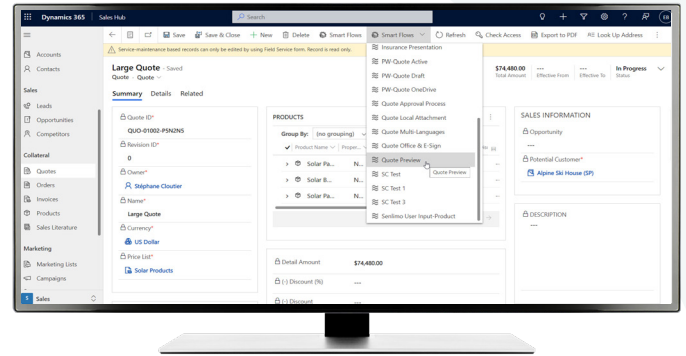 Dynamics 365
Sales Hub
Search
EB
Save
Save & Close
New
Delete
Smart Flows
Smart Flows
Refresh
Check Access
Export to PDF
Look Up Address
Service-maintenance based records can only be edited by using Field Service form. Record is read only.
Large Quote - Saved
Quote · Quote
$74,480.00
Total Amount
---
Effective From
---
Effective To
In Progress
Status
Summary
Details
Related
Accounts
Contacts
Sales
Leads
Opportunities
Competitors
Collateral
Quotes
Orders
Invoices
Products
Sales Literature
Marketing
Marketing Lists
Campaigns
S Sales
Quote ID*
QUO-01002-P5N2N5
Revision ID*
0
Owner*
Stéphane Cloutier
Name*
Large Quote
Currency*
US Dollar
Price List*
Solar Products
PRODUCTS
Group By: (no grouping)
Product Name
Proper...
Solar Pa...
N...
Solar B...
N...
Solar Pa...
N...
Detail Amount
$74,480.00
(-) Discount (%)
---
(-) Discount
---
Insurance Presentation
PW-Quote Active
PW-Quote Draft
PW-Quote OneDrive
Quote Approval Process
Quote Local Attachment
Quote Multi-Languages
Quote Office & E-Sign
Quote Preview
Quote Preview
SC Test
SC Test 1
SC Test 3
Senlimo User Input-Product
SALES INFORMATION
Opportunity
---
Potential Customer*
Alpine Ski House (SP)
DESCRIPTION
---